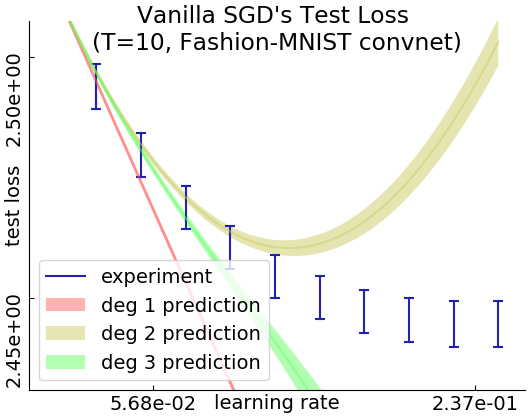 Vanilla SGD's Test Loss
(T=10, Fashion-MNIST convnet)
2.50e+00
test loss
2.45e+00
experiment
deg 1 prediction
deg 2 prediction
deg 3 prediction
5.68e-02
learning rate
2.37e-01